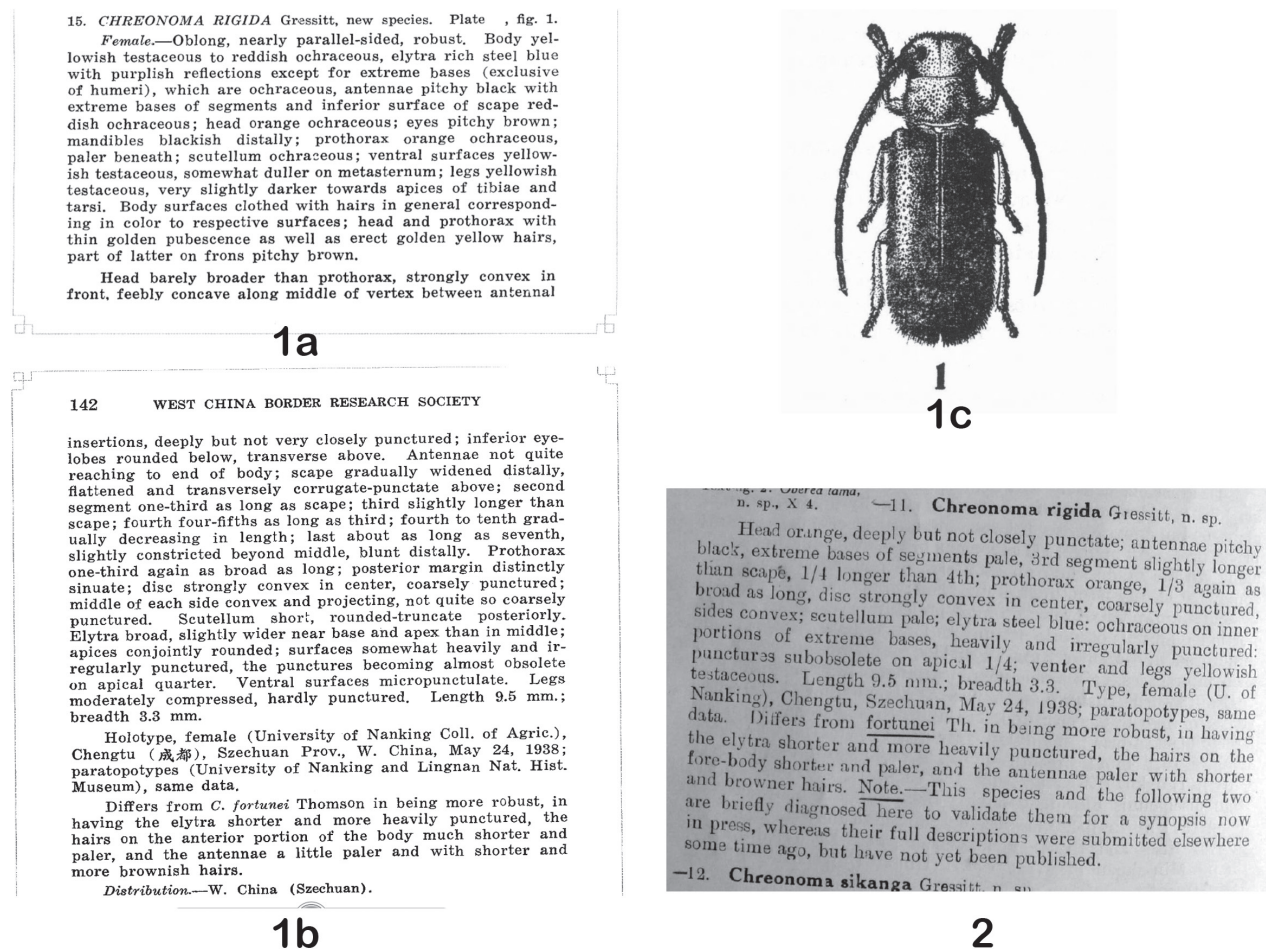 15. CHREONOMA RIGIDA Gressitt, new species. Plate , fig. 1.
Female.—Oblong, nearly parallel-sided, robust. Body yel-
lowish testaceous to reddish ochraceous, elytra rich steel blue
with purplish reflections except for extreme bases (exclusive
of humeri), which are ochraceous, antennae pitchy black with
extreme bases of segments and inferior surface of scape red-
dish ochraceous; head orange ochraceous; eyes pitchy brown;
mandibles blackish distally; prothorax orange ochraceous,
paler beneath; scutellum ochraceous; ventral surfaces yellow-
ish testaceous, somewhat duller on metasternum; legs yellowish
testaceous, very slightly darker towards apices of tibiae and
tarsi. Body surfaces clothed with hairs in general correspond-
ing in color to respective surfaces; head and prothorax with
thin golden pubescence as well as erect golden yellow hairs,
part of latter on frons pitchy brown.
Head barely broader than prothorax, strongly convex in
front, feebly concave along middle of vertex between antennal
1a
142 WEST CHINA BORDER RESEARCH SOCIETY
insertions, deeply but not very closely punctured; inferior eye-
lobes rounded below, transverse above. Antennae not quite
reaching to end of body; scape gradually widened distally,
flattened and transversely corrugate-punctate above; second
segment one-third as long as scape; third slightly longer than
scape; fourth four-fifths as long as third; fourth to tenth grad-
ually decreasing in length; last about as long as seventh,
slightly constricted beyond middle, blunt distally. Prothorax
one-third again as broad as long; posterior margin distinctly
sinuate; disc strongly convex in center, coarsely punctured;
middle of each side convex and projecting, not quite so coarsely
punctured. Scutellum short, rounded-truncate posteriorly.
Elytra broad, slightly wider near base and apex than in middle;
apices conjointly rounded; surfaces somewhat heavily and ir-
regularly punctured, the punctures becoming almost obsolete
on apical quarter. Ventral surfaces micropunctulate. Legs
moderately compressed, hardly punctured. Length 9.5 mm.;
breadth 3.3 mm.
Holotype, female (University of Nanking Coll. of Agric.),
Chengtu (成都), Szechuan Prov., W. China, May 24, 1938;
paratopotypes (University of Nanking and Lingnan Nat. Hist.
Museum), same data.
Differs from C. fortunei Thomson in being more robust, in
having the elytra shorter and more heavily punctured, the
hairs on the anterior portion of the body much shorter and
paler, and the antennae a little paler and with shorter and
more brownish hairs.
Distribution.—W. China (Szechuan).
1b
1
1c
fig. 2. Oberea lama,
n. sp., X 4.
—11. Chreonoma rigida Gressitt, n. sp.
Head orange, deeply but not closely punctate; antennae pitchy
black, extreme bases of segments pale, 3rd segment slightly longer
than scape, 1/4 longer than 4th; prothorax orange, 1/3 again as
broad as long, disc strongly convex in center, coarsely punctured,
sides convex; scutellum pale; elytra steel blue: ochraceous on inner
portions of extreme bases, heavily and irregularly punctured:
punctures subobsolete on apical 1/4; venter and legs yellowish
testaceous. Length 9.5 mm.; breadth 3.3. Type, female (U. of
Nanking), Chengtu, Szechuan, May 24, 1938; paratopotypes, same
data. Differs from fortunei Th. in being more robust, in having
the elytra shorter and more heavily punctured, the hairs on the
fore-body shorter and paler, and the antennae paler with shorter
and browner hairs. Note.—This species and the following two
are briefly diagnosed here to validate them for a synopsis now
in press, whereas their full descriptions were submitted elsewhere
some time ago, but have not yet been published.
—12. Chreonoma sikanga Gressitt, n. sp.
2